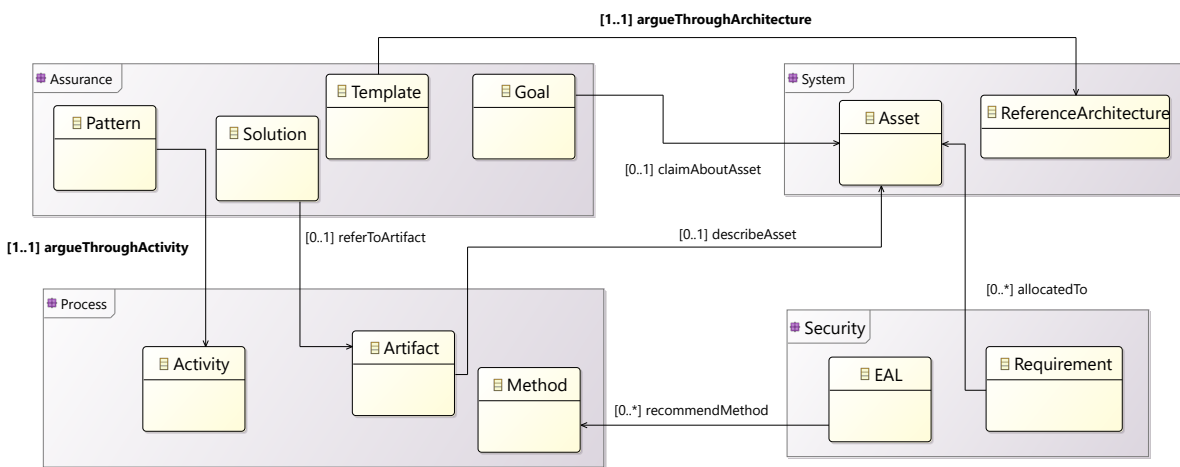 [1..1] argueThroughArchitecture
Assurance
System
Template
Goal
Asset
ReferenceArchitecture
Pattern
Solution
[0..1] claimAboutAsset
[0..1] referToArtifact
[0..1] describeAsset
[1..1] argueThroughActivity
[0..*] allocatedTo
Process
Security
Activity
Artifact
Method
EAL
Requirement
[0..*] recommendMethod